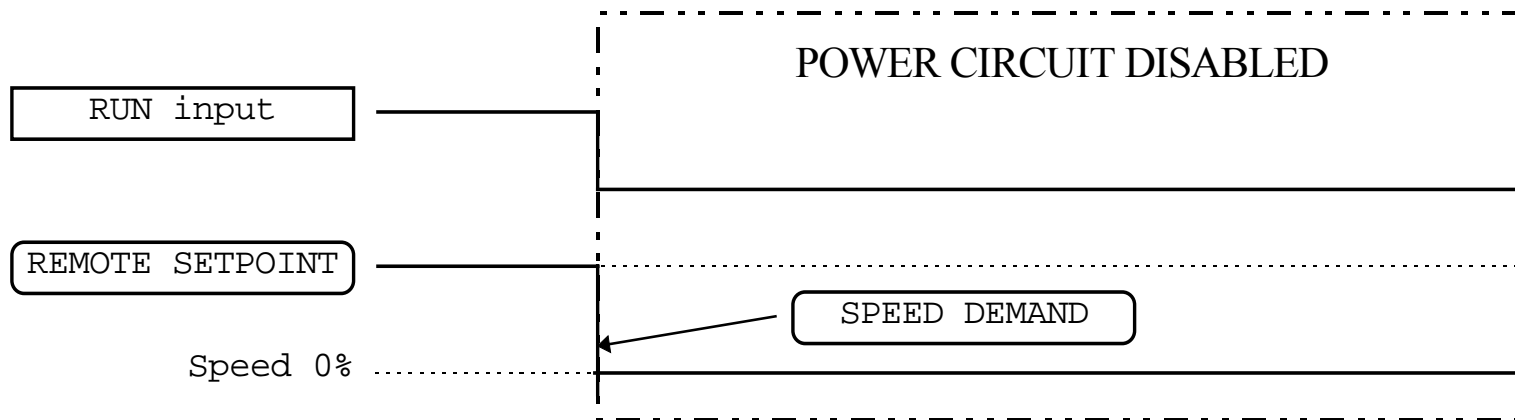 POWER CIRCUIT DISABLED
RUN input
REMOTE SETPOINT
SPEED DEMAND
Speed 0%